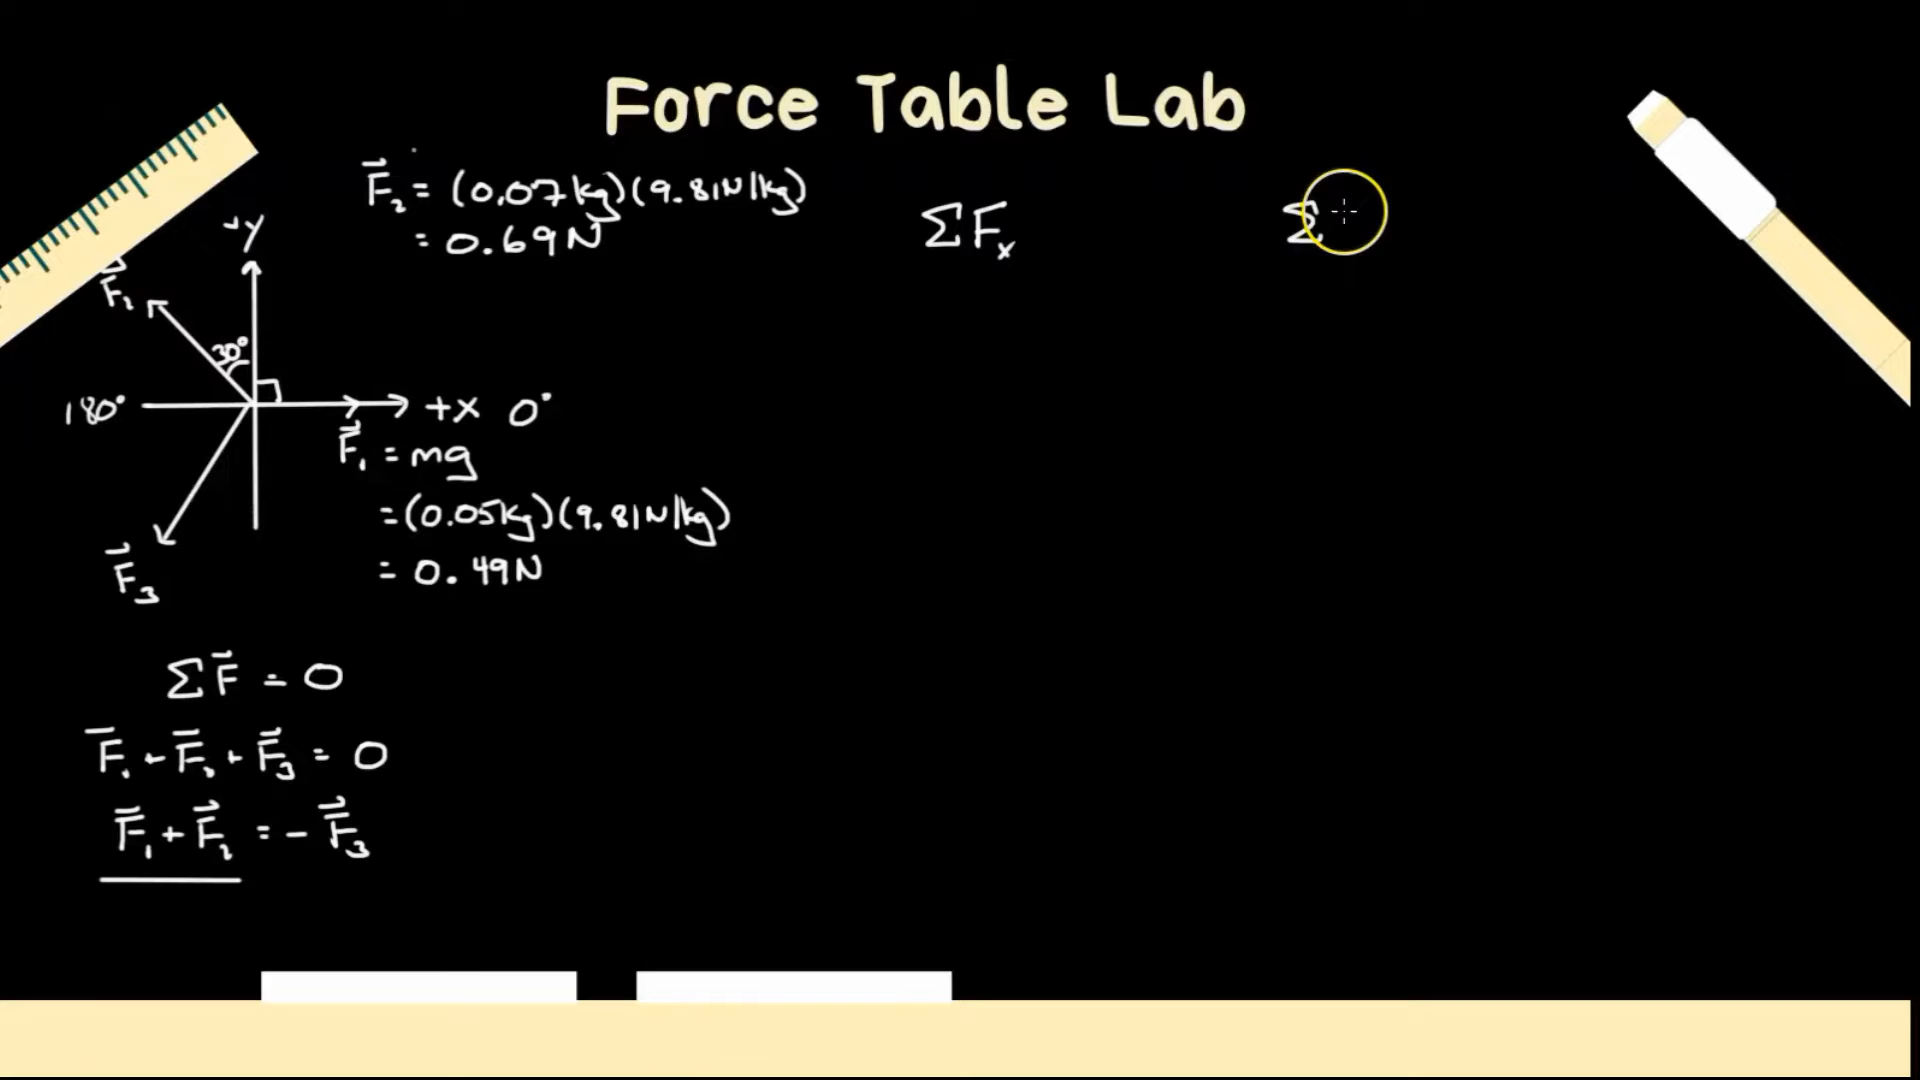 Force Table Lab
F⃗₂ = (0.07kg)(9.81N/kg)
= 0.69N
ΣFₓ
Σ
+y
F⃗₂
30°
180°
+x 0°
F⃗₁ = mg
= (0.05kg)(9.81N/kg)
= 0.49N
F⃗₃
ΣF⃗ = 0
F⃗₁ + F⃗₂ + F⃗₃ = 0
F⃗₁ + F⃗₂ = - F⃗₃